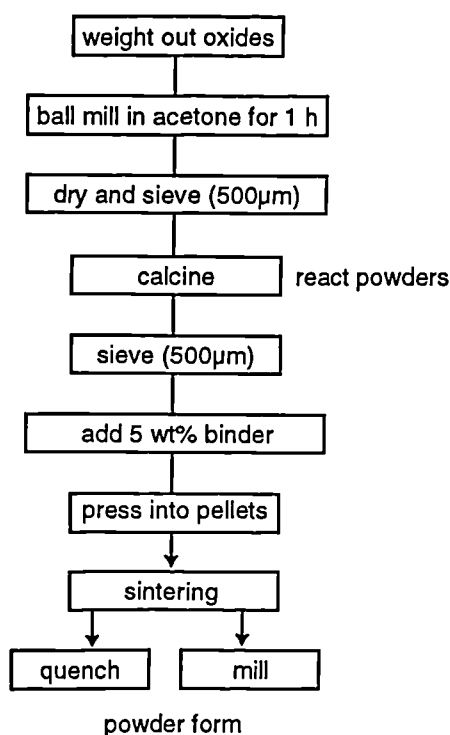 weight out oxides
ball mill in acetone for 1 h
dry and sieve (500µm)
calcine
react powders
sieve (500µm)
add 5 wt% binder
press into pellets
sintering
quench
mill
powder form